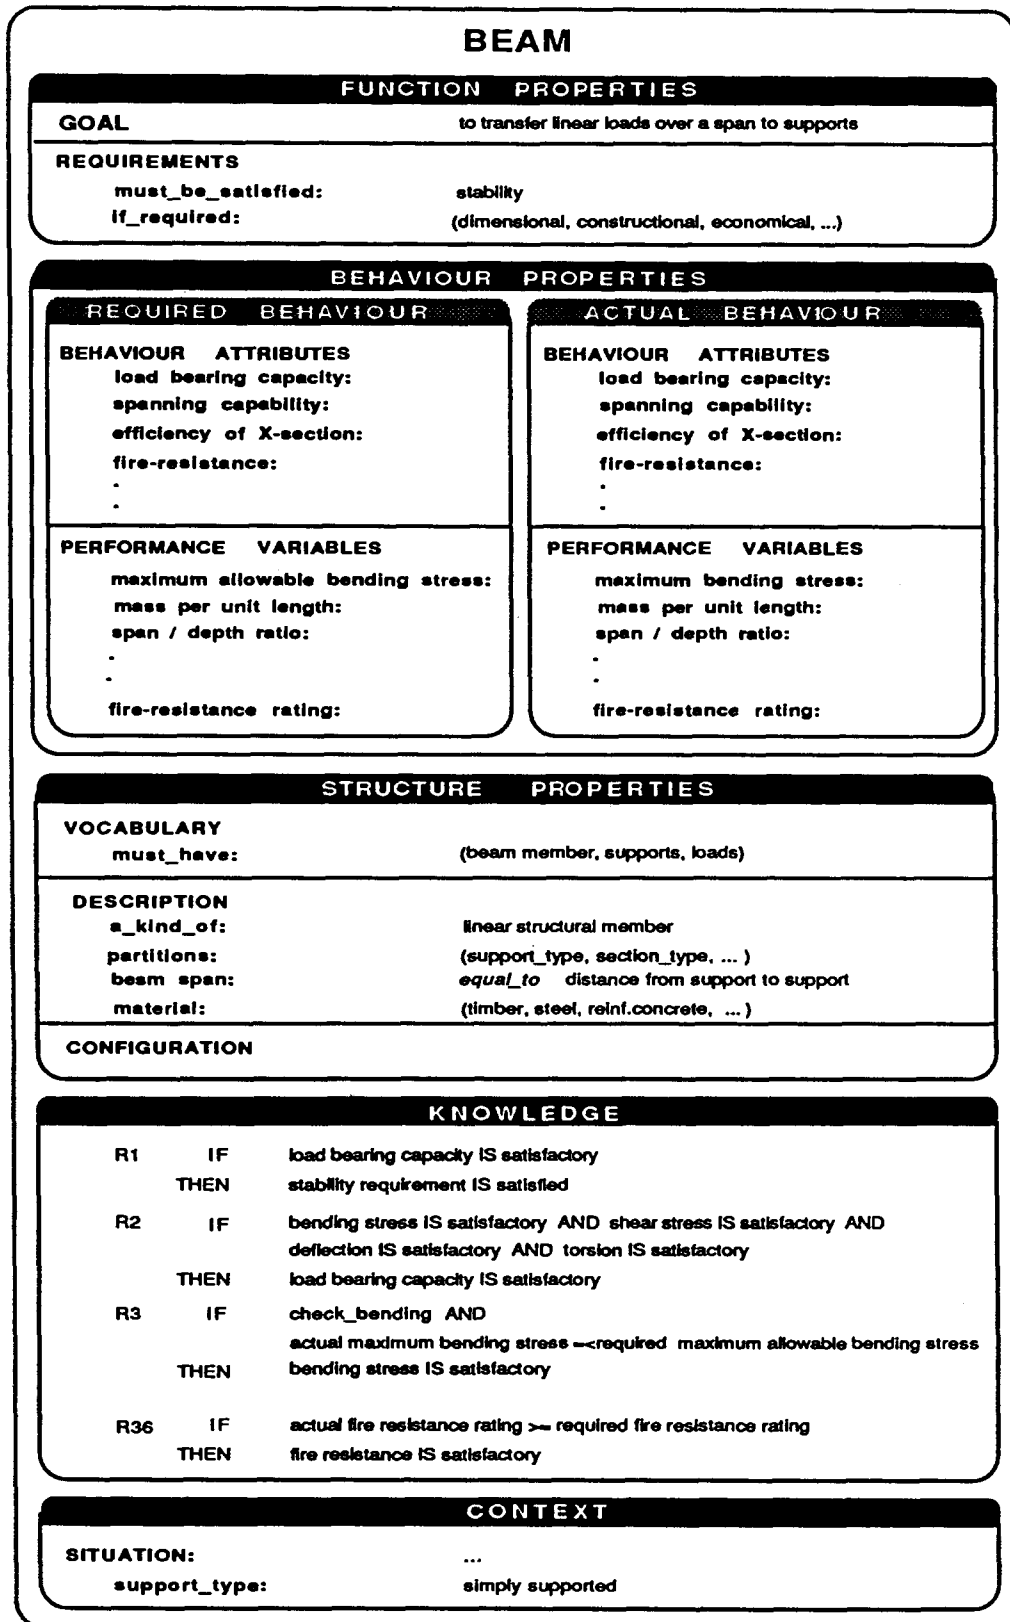 BEAM
FUNCTION PROPERTIES
GOAL to transfer linear loads over a span to supports
REQUIREMENTS
must_be_satisfied: stability
if_required: (dimensional, constructional, economical, ...)
BEHAVIOUR PROPERTIES
REQUIRED BEHAVIOUR
BEHAVIOUR ATTRIBUTES
load bearing capacity:
spanning capability:
efficiency of X-section:
fire-resistance:
.
.
PERFORMANCE VARIABLES
maximum allowable bending stress:
mass per unit length:
span / depth ratio:
.
.
fire-resistance rating:
ACTUAL BEHAVIOUR
BEHAVIOUR ATTRIBUTES
load bearing capacity:
spanning capability:
efficiency of X-section:
fire-resistance:
.
.
PERFORMANCE VARIABLES
maximum bending stress:
mass per unit length:
span / depth ratio:
.
.
fire-resistance rating:
STRUCTURE PROPERTIES
VOCABULARY
must_have: (beam member, supports, loads)
DESCRIPTION
a_kind_of: linear structural member
partitions: (support_type, section_type, ... )
beam span: equal_to distance from support to support
material: (timber, steel, reinf.concrete, ... )
CONFIGURATION
KNOWLEDGE
R1 IF load bearing capacity IS satisfactory
THEN stability requirement IS satisfied
R2 IF bending stress IS satisfactory AND shear stress IS satisfactory AND
deflection IS satisfactory AND torsion IS satisfactory
THEN load bearing capacity IS satisfactory
R3 IF check_bending AND
actual maximum bending stress =<required maximum allowable bending stress
THEN bending stress IS satisfactory
R36 IF actual fire resistance rating >= required fire resistance rating
THEN fire resistance IS satisfactory
CONTEXT
SITUATION: ...
support_type: simply supported